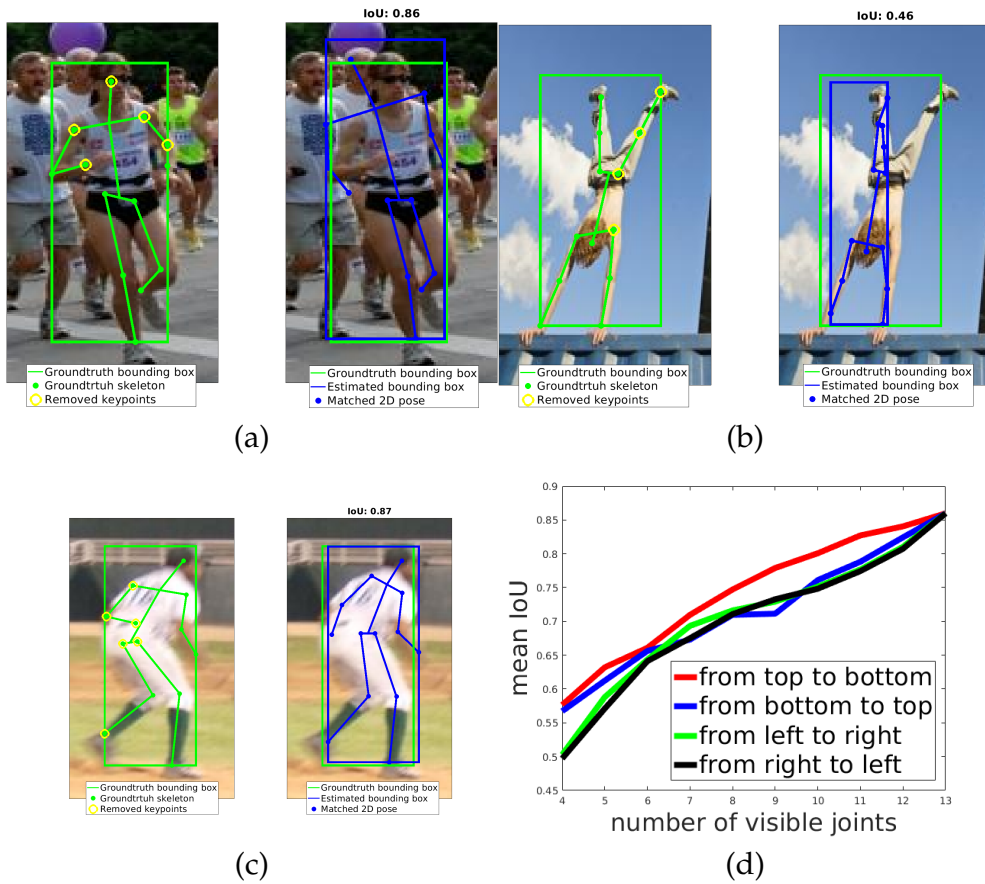 IoU: 0.86
IoU: 0.46
Groundtruth bounding box
Groundtrtuh skeleton
Removed keypoints
Groundtruth bounding box
Estimated bounding box
Matched 2D pose
Groundtruth bounding box
Groundtrtuh skeleton
Removed keypoints
Groundtruth bounding box
Estimated bounding box
Matched 2D pose
(a)
(b)
IoU: 0.87
Groundtruth bounding box
Groundtrtuh skeleton
Removed keypoints
Groundtruth bounding box
Estimated bounding box
Matched 2D pose
(c)
0.9
0.85
0.8
0.75
0.7
0.65
0.6
0.55
0.5
0.45
mean IoU
from top to bottom
from bottom to top
from left to right
from right to left
4 5 6 7 8 9 10 11 12 13
number of visible joints
(d)